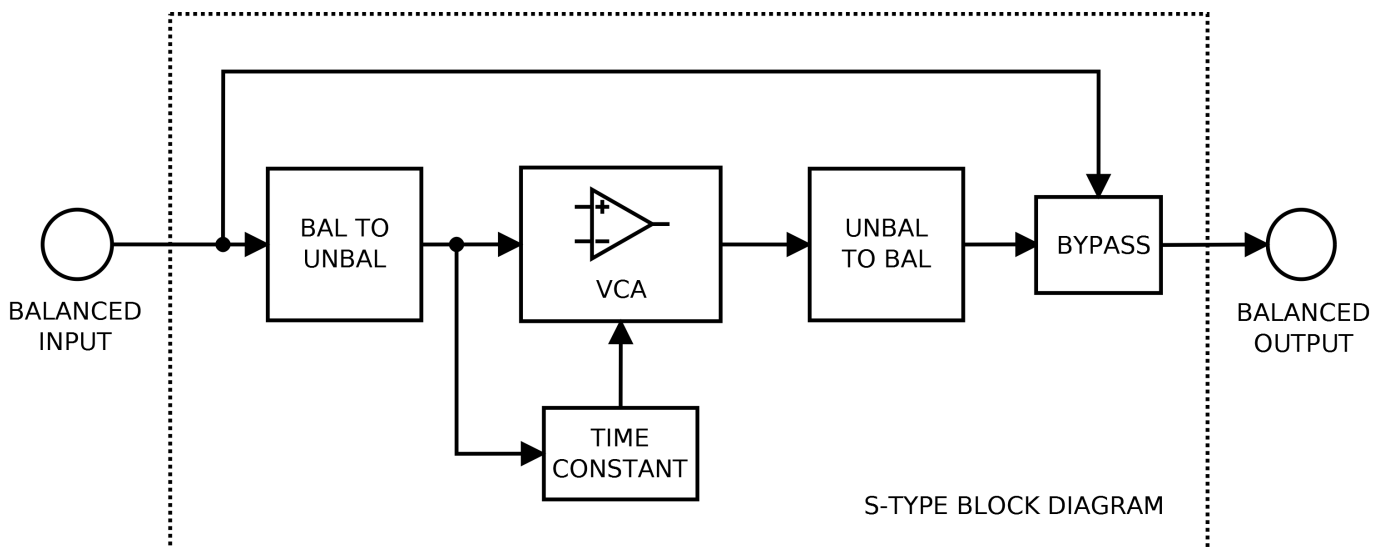 BAL TO
UNBAL
VCA
UNBAL
TO BAL
BYPASS
BALANCED
INPUT
BALANCED
OUTPUT
TIME
CONSTANT
S-TYPE BLOCK DIAGRAM